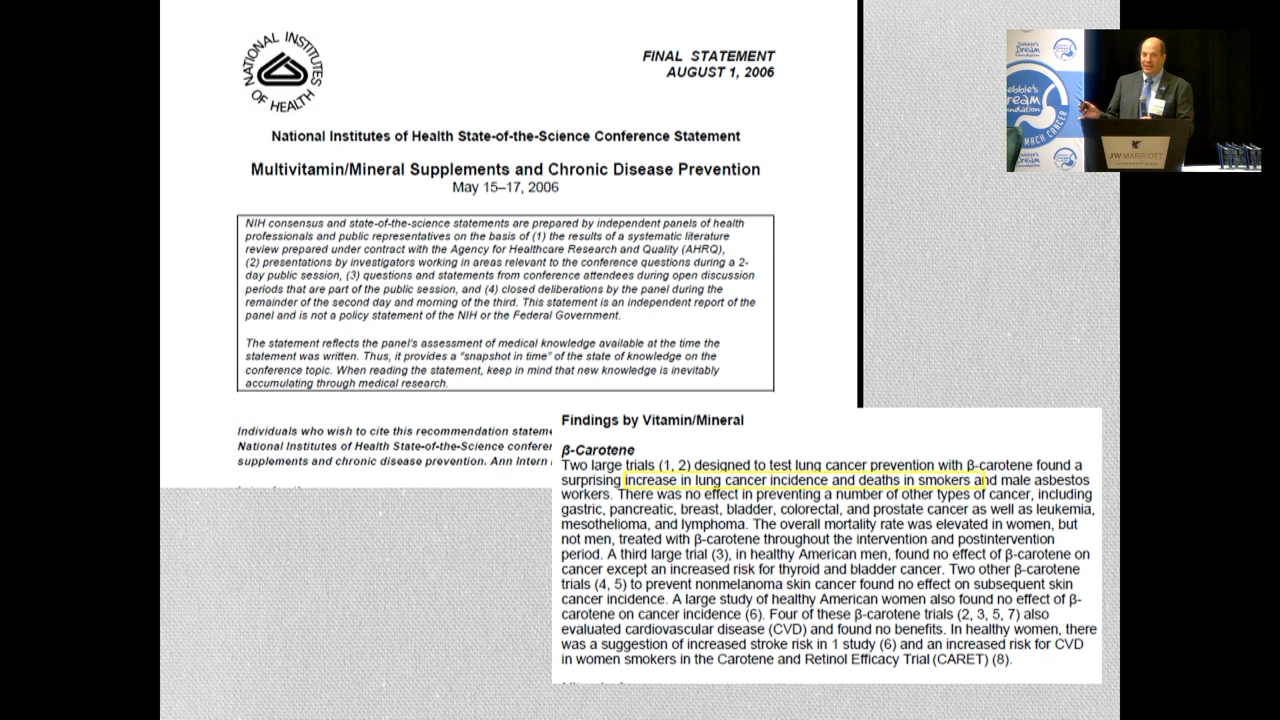 NATIONAL INSTITUTES OF HEALTH
FINAL STATEMENT
AUGUST 1, 2006
National Institutes of Health State-of-the-Science Conference Statement
Multivitamin/Mineral Supplements and Chronic Disease Prevention
May 15–17, 2006
NIH consensus and state-of-the-science statements are prepared by independent panels of health
professionals and public representatives on the basis of (1) the results of a systematic literature
review prepared under contract with the Agency for Healthcare Research and Quality (AHRQ),
(2) presentations by investigators working in areas relevant to the conference questions during a 2-
day public session, (3) questions and statements from conference attendees during open discussion
periods that are part of the public session, and (4) closed deliberations by the panel during the
remainder of the second day and morning of the third. This statement is an independent report of the
panel and is not a policy statement of the NIH or the Federal Government.
The statement reflects the panel's assessment of medical knowledge available at the time the
statement was written. Thus, it provides a "snapshot in time" of the state of knowledge on the
conference topic. When reading the statement, keep in mind that new knowledge is inevitably
accumulating through medical research.
Individuals who wish to cite this recommendation stateme
National Institutes of Health State-of-the-Science conferer
supplements and chronic disease prevention. Ann Intern
Findings by Vitamin/Mineral
β-Carotene
Two large trials (1, 2) designed to test lung cancer prevention with β-carotene found a
surprising increase in lung cancer incidence and deaths in smokers and male asbestos
workers. There was no effect in preventing a number of other types of cancer, including
gastric, pancreatic, breast, bladder, colorectal, and prostate cancer as well as leukemia,
mesothelioma, and lymphoma. The overall mortality rate was elevated in women, but
not men, treated with β-carotene throughout the intervention and postintervention
period. A third large trial (3), in healthy American men, found no effect of β-carotene on
cancer except an increased risk for thyroid and bladder cancer. Two other β-carotene
trials (4, 5) to prevent nonmelanoma skin cancer found no effect on subsequent skin
cancer incidence. A large study of healthy American women also found no effect of β-
carotene on cancer incidence (6). Four of these β-carotene trials (2, 3, 5, 7) also
evaluated cardiovascular disease (CVD) and found no benefits. In healthy women, there
was a suggestion of increased stroke risk in 1 study (6) and an increased risk for CVD
in women smokers in the Carotene and Retinol Efficacy Trial (CARET) (8).
Debbie's
Dream
Foundation
ebbie's
ream
undation
MACH CANCER
JW MARRIOTT